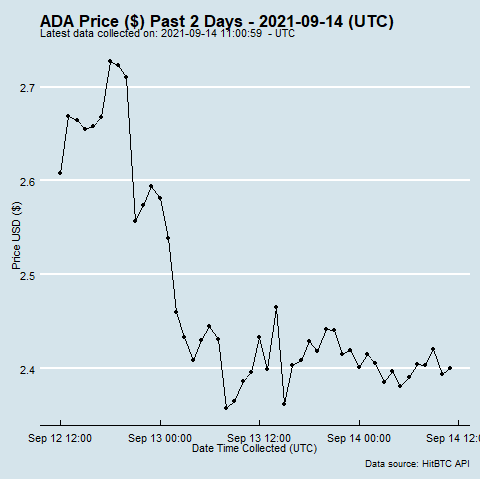 ADA Price ($) Past 2 Days - 2021-09-14 (UTC)
Latest data collected on: 2021-09-14 11:00:59 - UTC
2.7
2.6
2.5
2.4
Price USD ($)
Sep 12 12:00 Sep 13 00:00 Sep 13 12:00 Sep 14 00:00 Sep 14 12:00
Date Time Collected (UTC)
Data source: HitBTC API